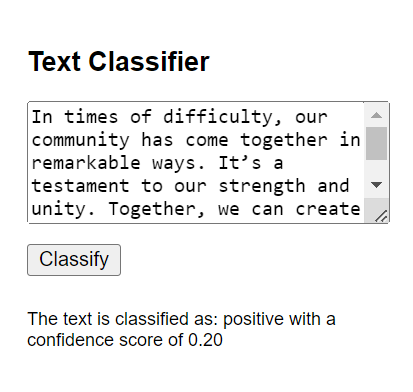 Text Classifier
In times of difficulty, our
community has come together in
remarkable ways. It’s a
testament to our strength and
unity. Together, we can create
Classify
The text is classified as: positive with a
confidence score of 0.20